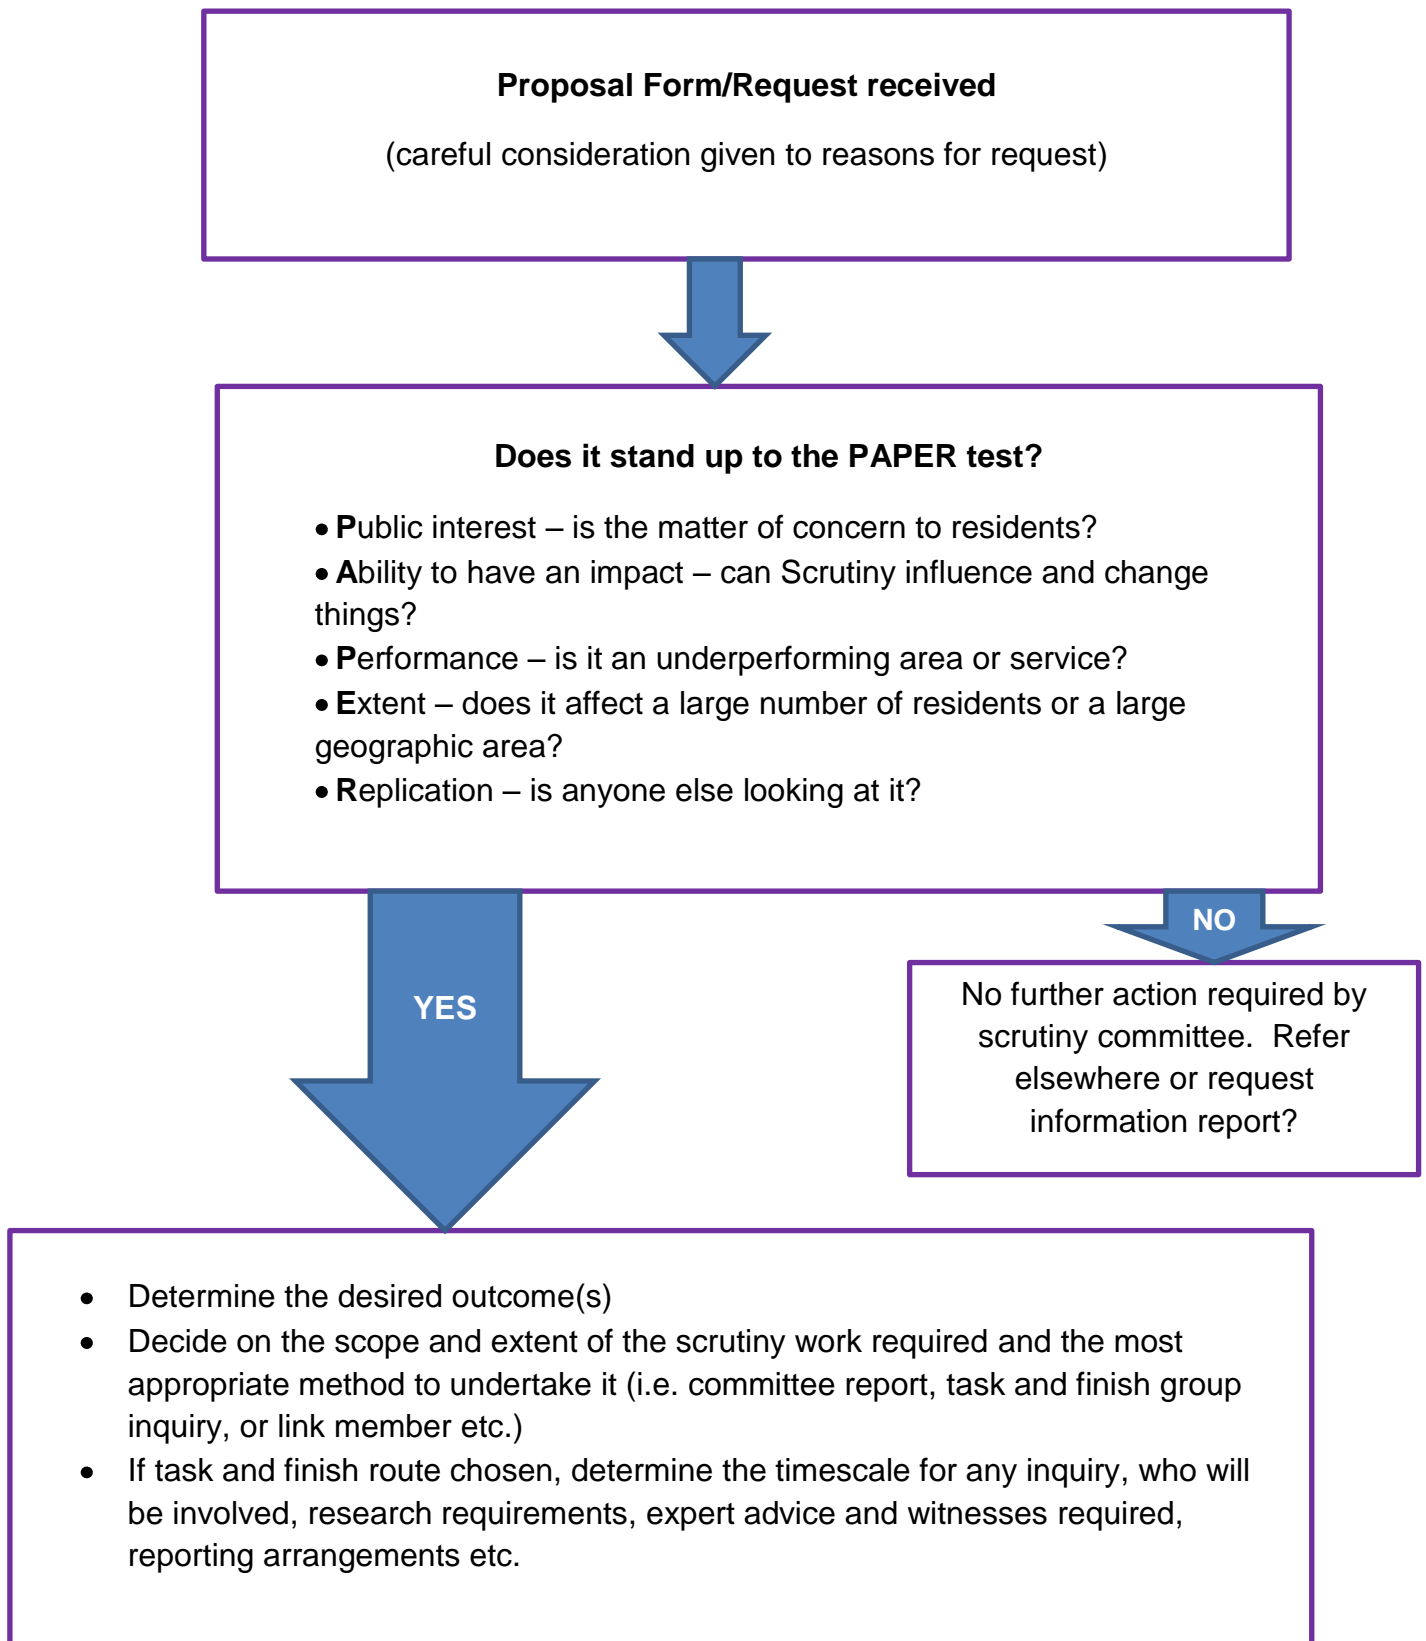 Proposal Form/Request received
(careful consideration given to reasons for request)
Does it stand up to the PAPER test?
• Public interest – is the matter of concern to residents?
• Ability to have an impact – can Scrutiny influence and change
things?
• Performance – is it an underperforming area or service?
• Extent – does it affect a large number of residents or a large
geographic area?
• Replication – is anyone else looking at it?
NO
YES
No further action required by
scrutiny committee.  Refer
elsewhere or request
information report?
• Determine the desired outcome(s)
• Decide on the scope and extent of the scrutiny work required and the most
appropriate method to undertake it (i.e. committee report, task and finish group
inquiry, or link member etc.)
• If task and finish route chosen, determine the timescale for any inquiry, who will
be involved, research requirements, expert advice and witnesses required,
reporting arrangements etc.